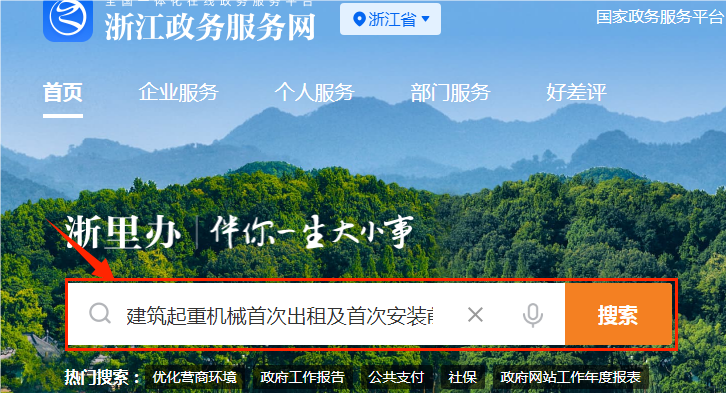 全国一体化在线政务服务平台
浙江政务服务网
浙江省
国家政务服务平台
首页 企业服务 个人服务 部门服务 好差评
浙里办 伴你一生大小事
建筑起重机械首次出租及首次安装前
搜索
热门搜索： 优化营商环境 政府工作报告 公共支付 社保 政府网站工作年度报表